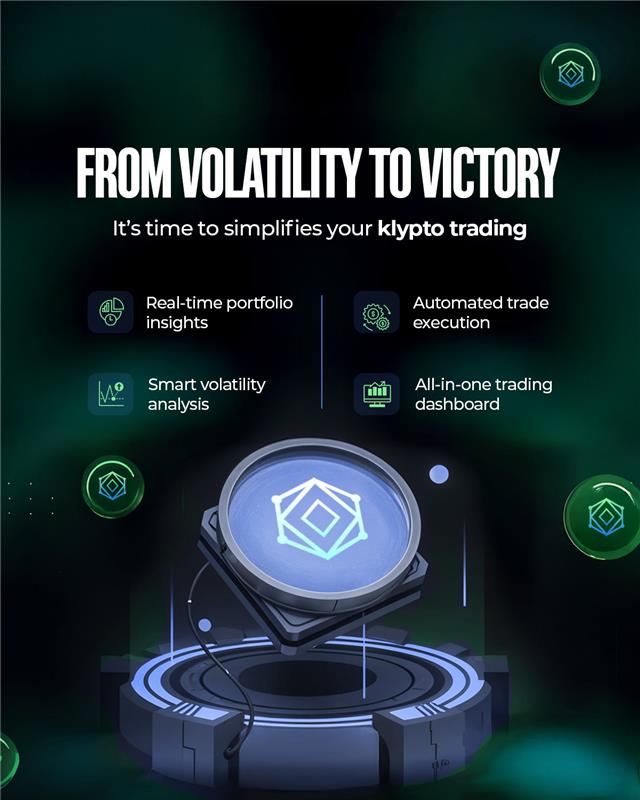 FROM VOLATILITY TO VICTORY
It's time to simplifies your klypto trading
Real-time portfolio
insights
Automated trade
execution
Smart volatility
analysis
All-in-one trading
dashboard